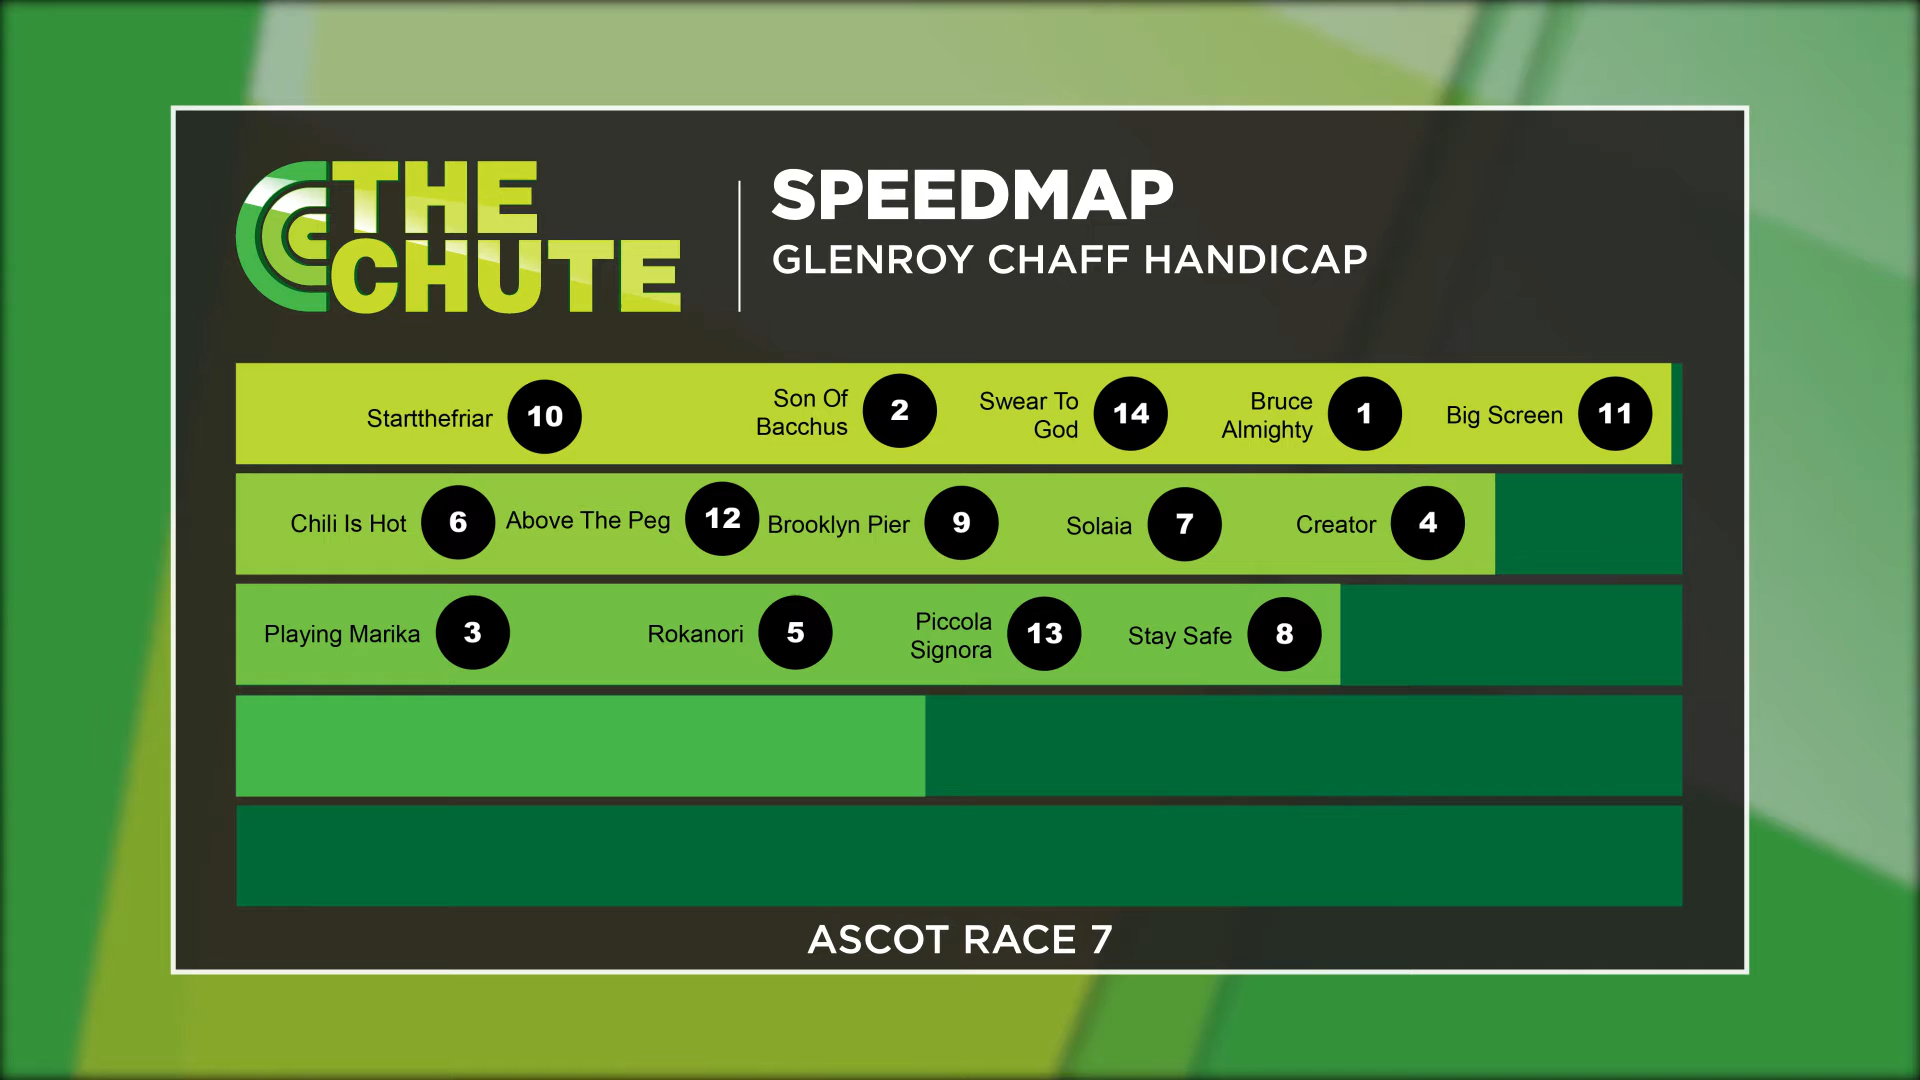 THE
CHUTE
SPEEDMAP
GLENROY CHAFF HANDICAP
Startthefriar 10
Son Of
Bacchus 2
Swear To
God 14
Bruce
Almighty 1
Big Screen 11
Chili Is Hot 6
Above The Peg 12
Brooklyn Pier 9
Solaia 7
Creator 4
Playing Marika 3
Rokanori 5
Piccola
Signora 13
Stay Safe 8
ASCOT RACE 7